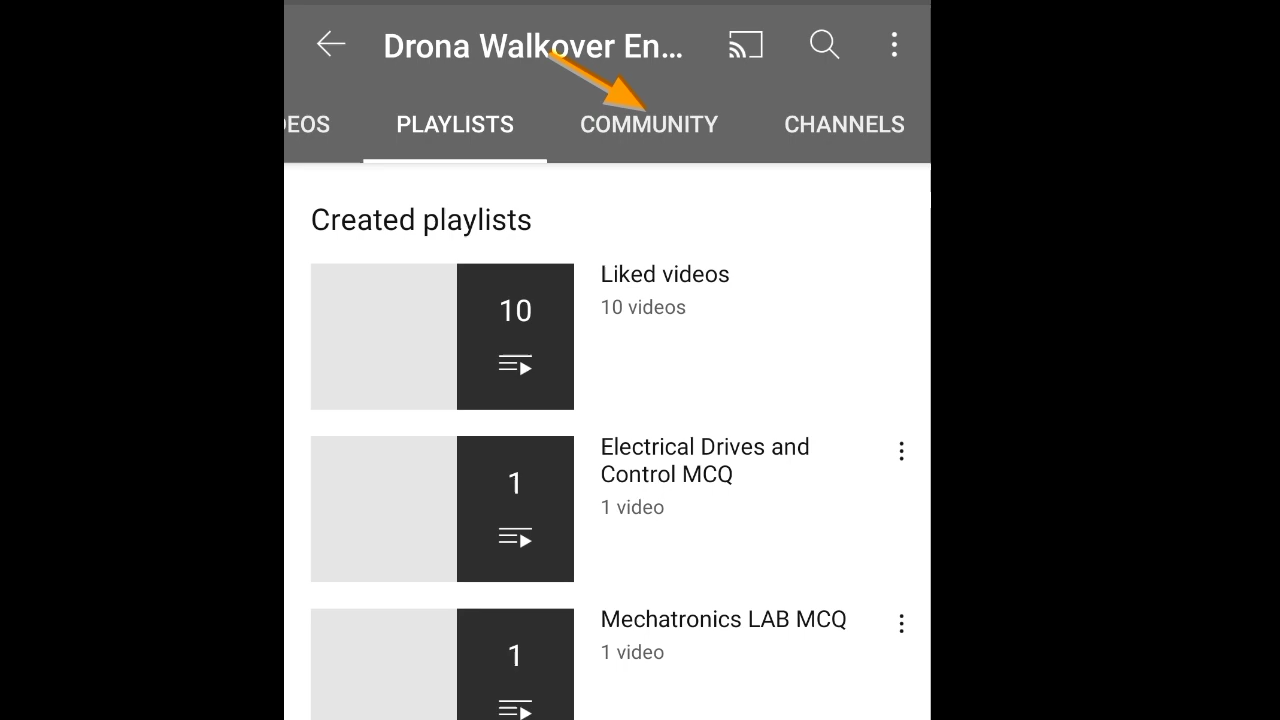 Drona Walkover En...
DEOS PLAYLISTS COMMUNITY CHANNELS
Created playlists
10
Liked videos
10 videos
1
Electrical Drives and
Control MCQ
1 video
1
Mechatronics LAB MCQ
1 video